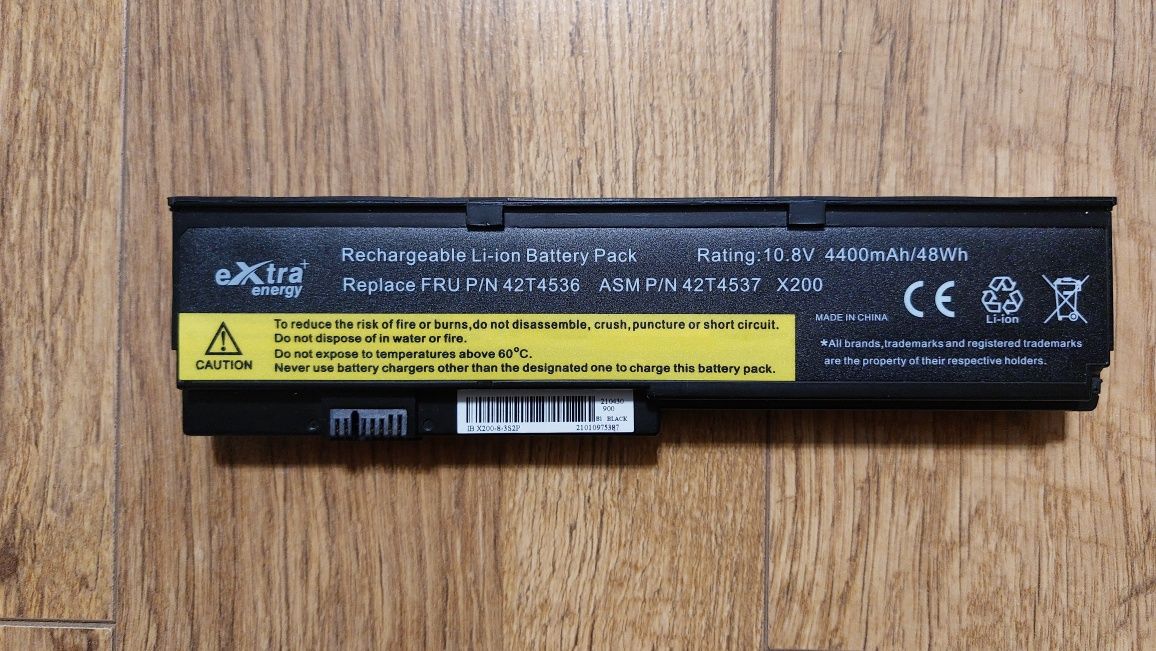 eXtra+
energy
Rechargeable Li-ion Battery Pack Rating:10.8V 4400mAh/48Wh
Replace FRU P/N 42T4536 ASM P/N 42T4537 X200
CE
Li-ion
MADE IN CHINA
*All brands,trademarks and registered trademarks
are the property of their respective holders.
CAUTION
To reduce the risk of fire or burns,do not disassemble, crush,puncture or short circuit.
Do not dispose of in water or fire.
Do not expose to temperatures above 60°C.
Never use battery chargers other than the designated one to charge this battery pack.
210430
900
B1 BLACK
IB X200-8-3S2P 21010975387